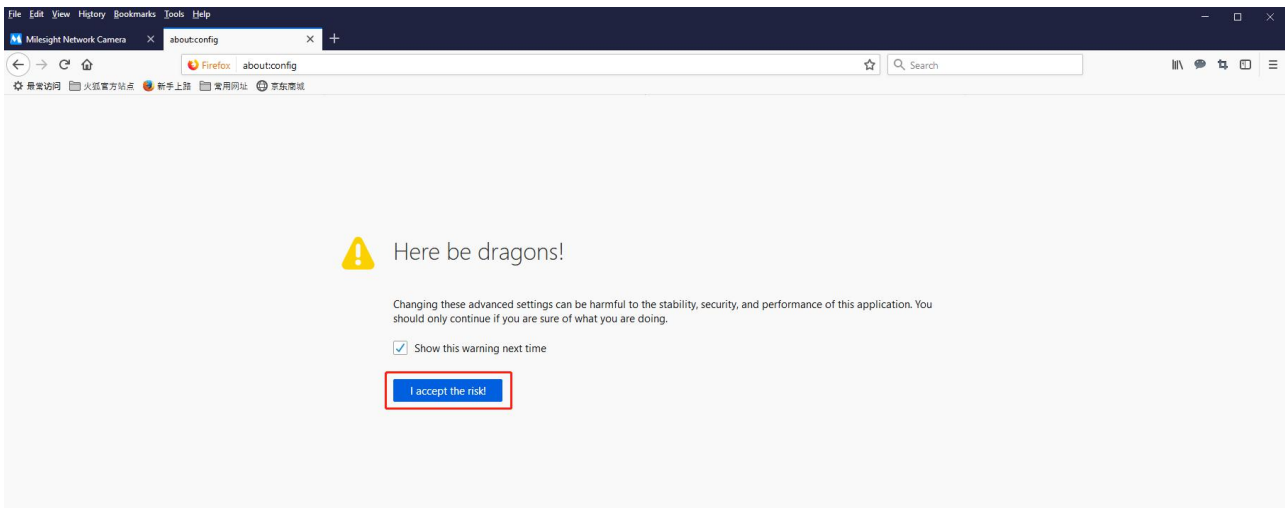 File Edit View History Bookmarks Tools Help
Milesight Network Camera about:config
Firefox about:config Search
最常访问 火狐官方站点 新手上路 常用网址 京东商城
Here be dragons!
Changing these advanced settings can be harmful to the stability, security, and performance of this application. You
should only continue if you are sure of what you are doing.
Show this warning next time
I accept the risk!